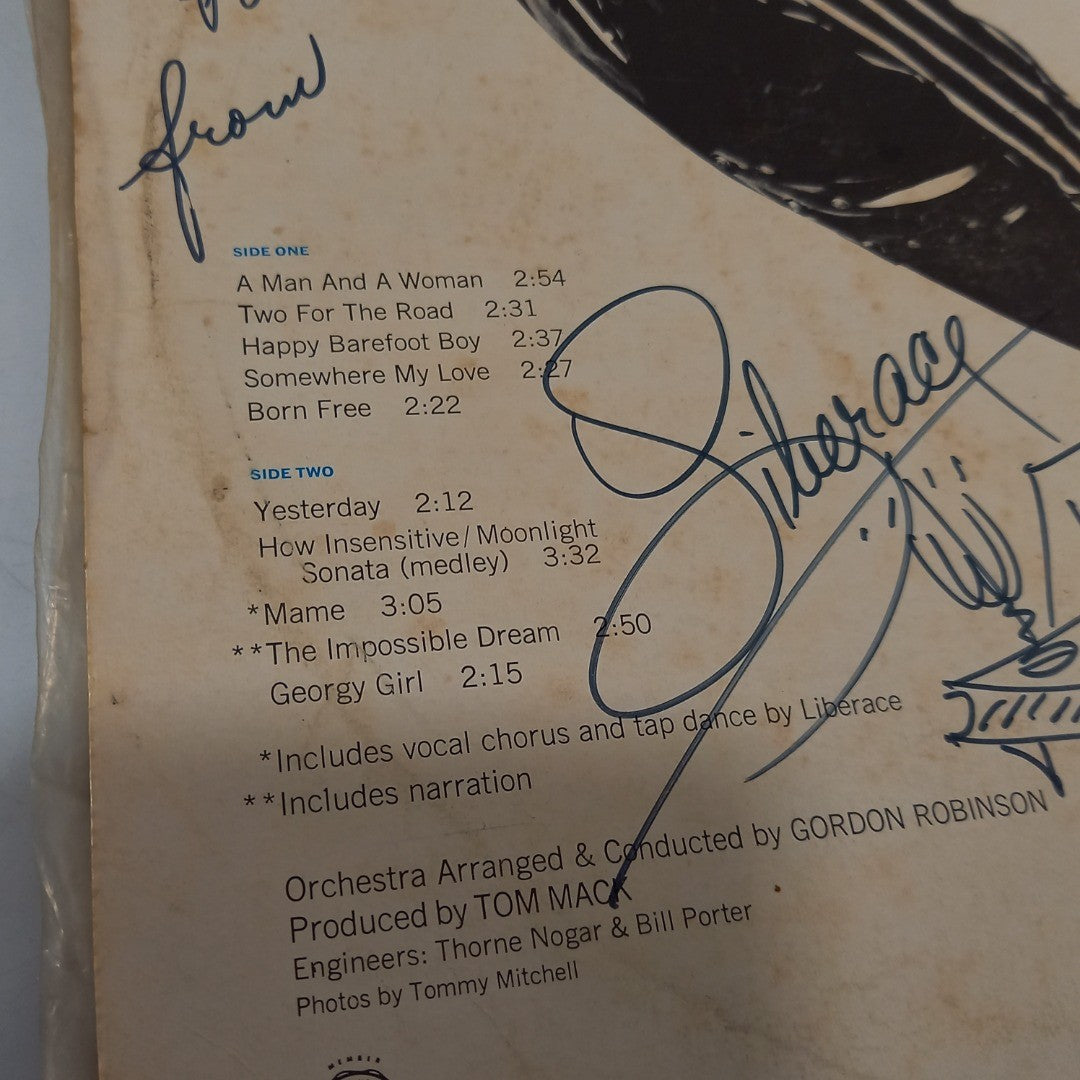 from
SIDE ONE
A Man And A Woman 2:54
Two For The Road 2:31
Happy Barefoot Boy 2:37
Somewhere My Love 2:27
Born Free 2:22
Liberace
SIDE TWO
Yesterday 2:12
How Insensitive/Moonlight
Sonata (medley) 3:32
*Mame 3:05
**The Impossible Dream 2:50
Georgy Girl 2:15
*Includes vocal chorus and tap dance by Liberace
**Includes narration
Orchestra Arranged & Conducted by GORDON ROBINSON
Produced by TOM MACK
Engineers: Thorne Nogar & Bill Porter
Photos by Tommy Mitchell
MEMBER